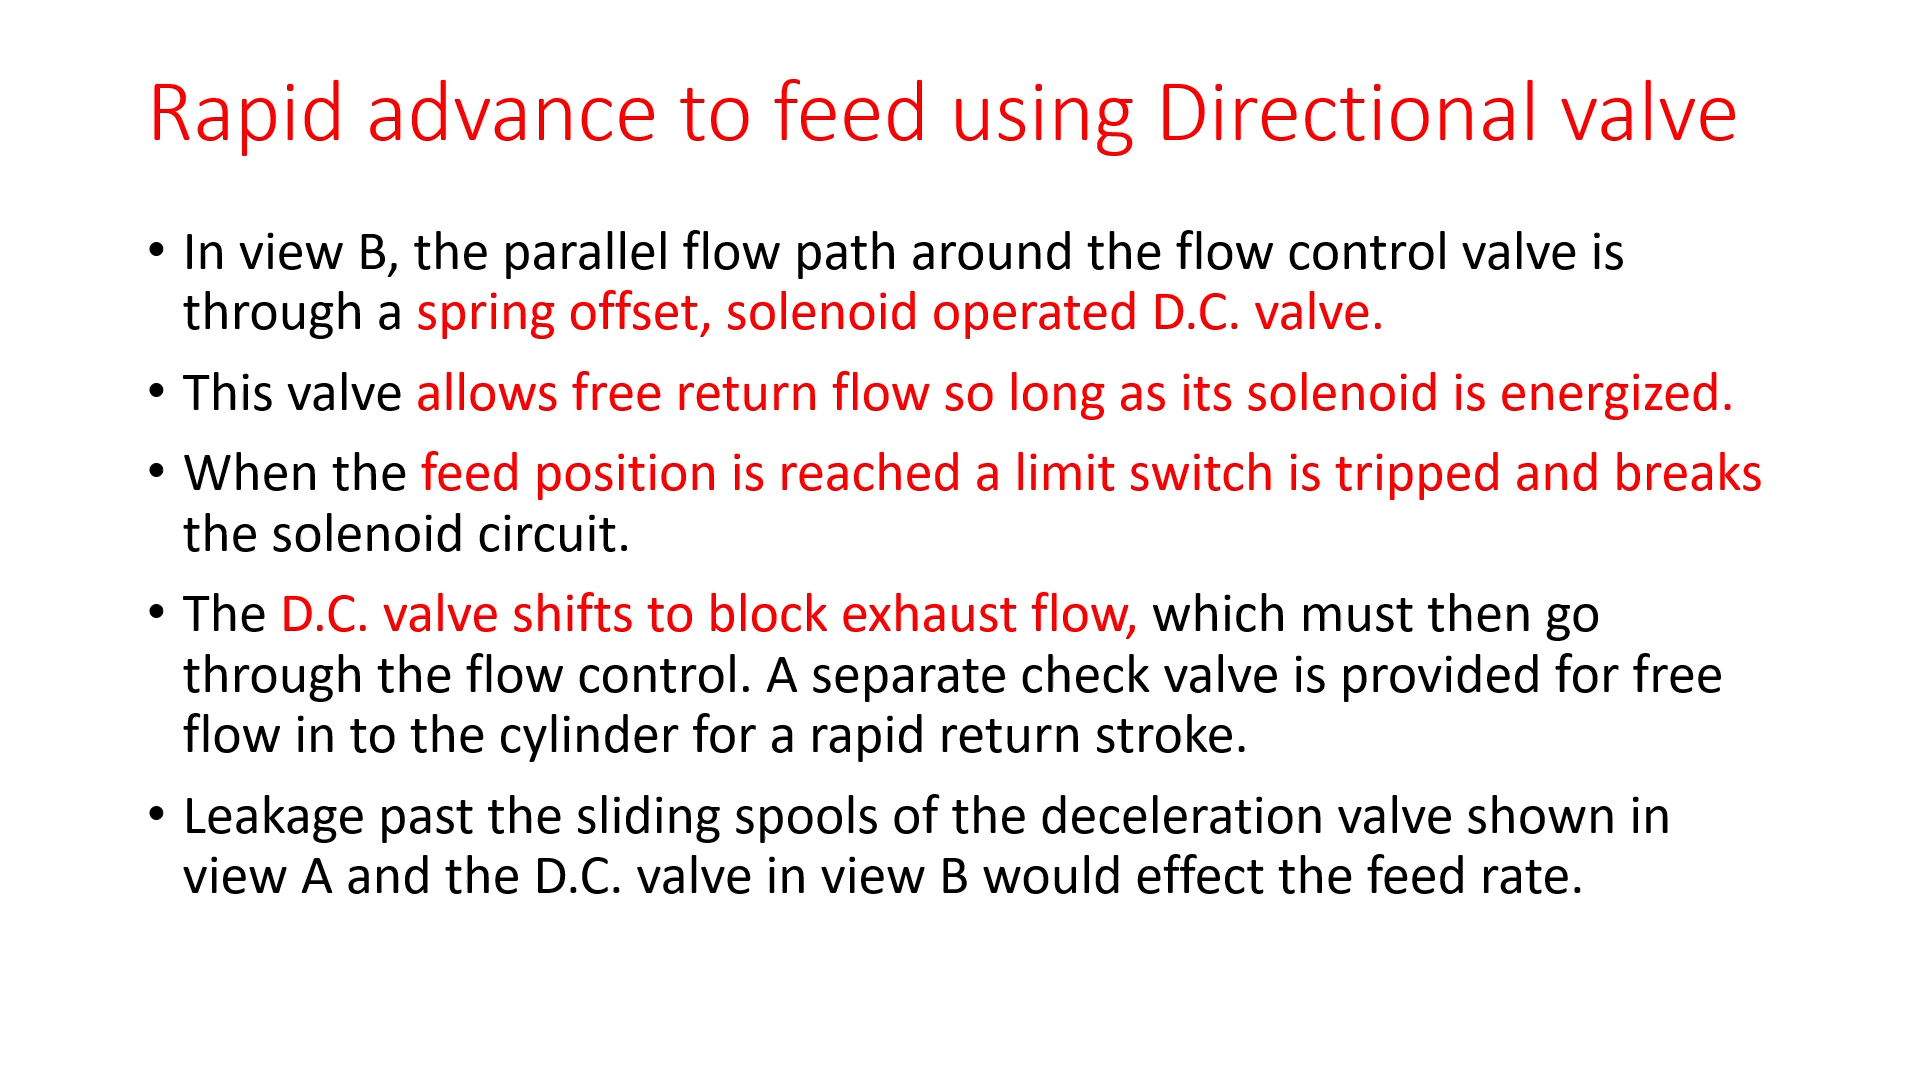 Rapid advance to feed using Directional valve
• In view B, the parallel flow path around the flow control valve is
through a spring offset, solenoid operated D.C. valve.
• This valve allows free return flow so long as its solenoid is energized.
• When the feed position is reached a limit switch is tripped and breaks
the solenoid circuit.
• The D.C. valve shifts to block exhaust flow, which must then go
through the flow control. A separate check valve is provided for free
flow in to the cylinder for a rapid return stroke.
• Leakage past the sliding spools of the deceleration valve shown in
view A and the D.C. valve in view B would effect the feed rate.